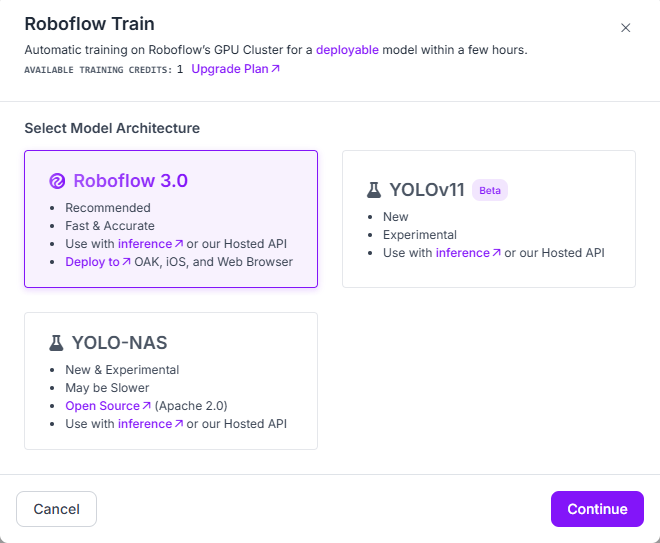 Roboflow Train
Automatic training on Roboflow's GPU Cluster for a deployable model within a few hours.
AVAILABLE TRAINING CREDITS: 1 Upgrade Plan
Select Model Architecture
Roboflow 3.0
Recommended
Fast & Accurate
Use with inference or our Hosted API
Deploy to OAK, iOS, and Web Browser
YOLOv11 Beta
New
Experimental
Use with inference or our Hosted API
YOLO-NAS
New & Experimental
May be Slower
Open Source (Apache 2.0)
Use with inference or our Hosted API
Cancel
Continue